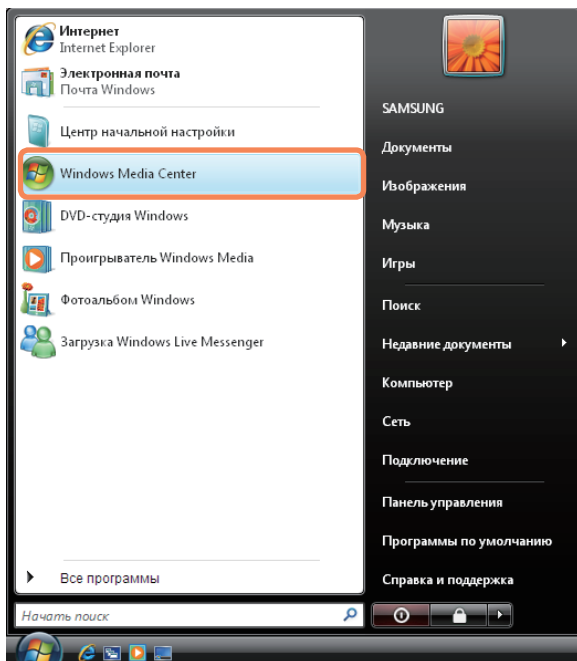 Интернет
Internet Explorer
Электронная почта
Почта Windows
Центр начальной настройки
Windows Media Center
DVD-студия Windows
Проигрыватель Windows Media
Фотоальбом Windows
Загрузка Windows Live Messenger
Все программы
Начать поиск
SAMSUNG
Документы
Изображения
Музыка
Игры
Поиск
Недавние документы
Компьютер
Сеть
Подключение
Панель управления
Программы по умолчанию
Справка и поддержка